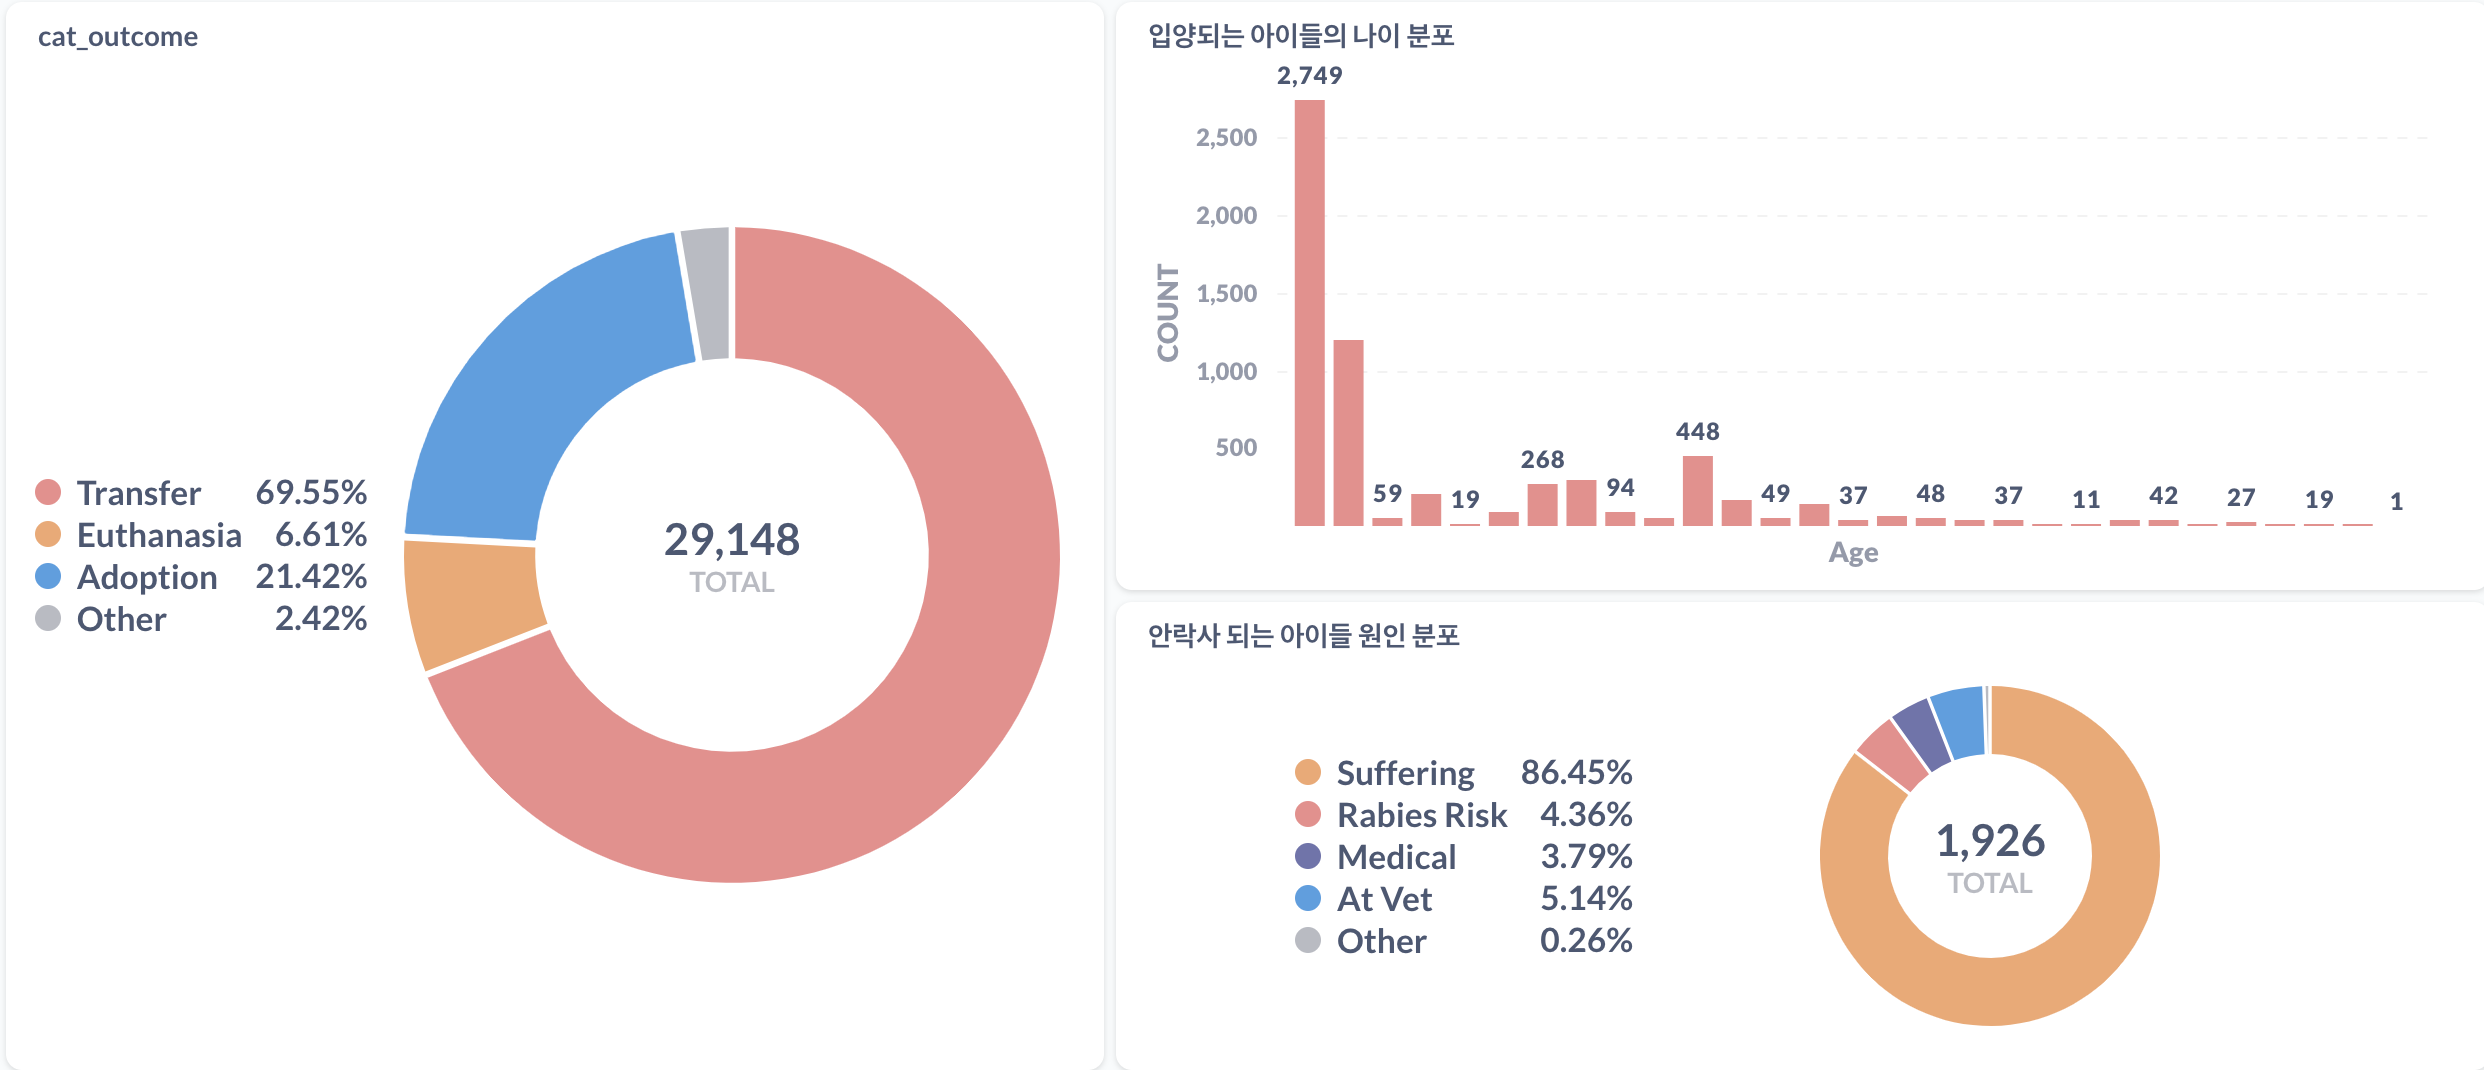 cat_outcome
Transfer 69.55%
Euthanasia 6.61%
Adoption 21.42%
Other 2.42%
29,148
TOTAL
입양되는 아이들의 나이 분포
2,749
2,500
2,000
1,500
1,000
500
COUNT
59 19 268 94 448 49 37 48 37 11 42 27 19 1
Age
안락사 되는 아이들 원인 분포
Suffering 86.45%
Rabies Risk 4.36%
Medical 3.79%
At Vet 5.14%
Other 0.26%
1,926
TOTAL